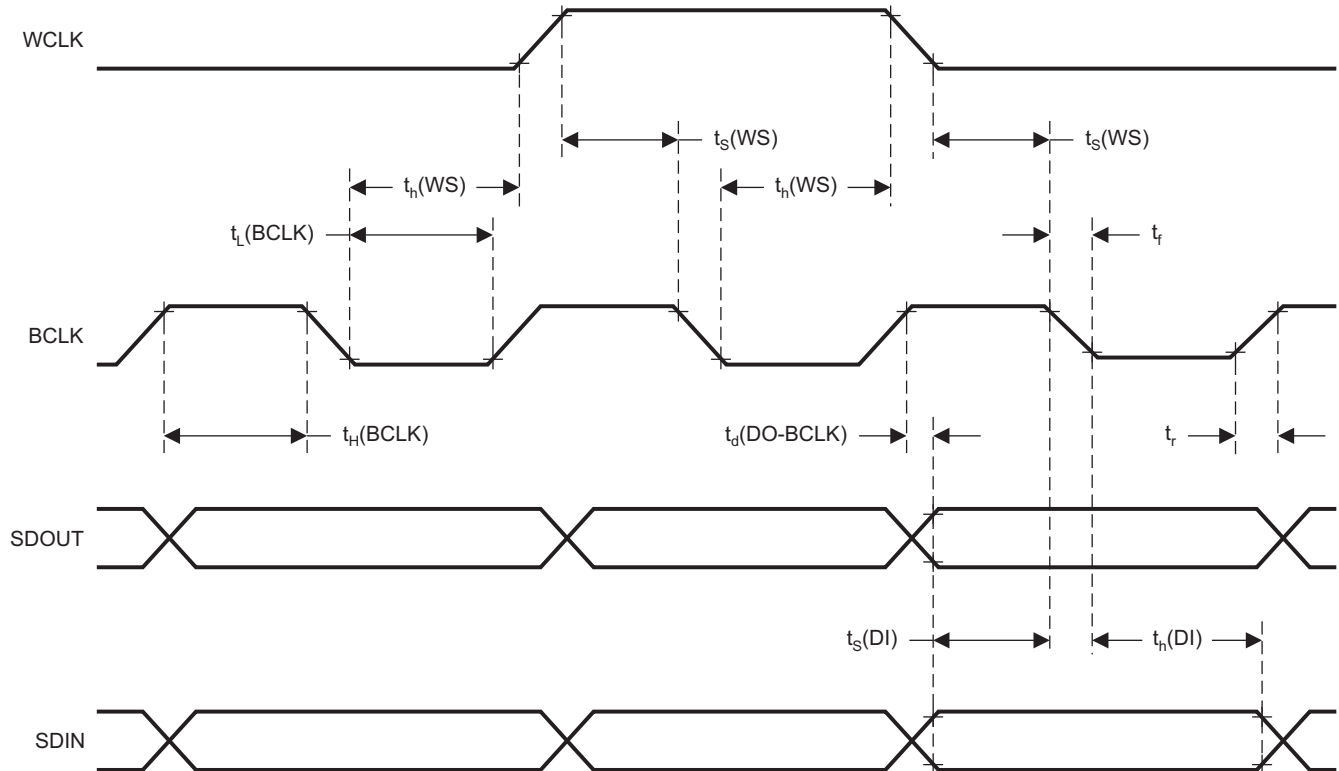 WCLK
tS(WS)
tS(WS)
th(WS)
th(WS)
tL(BCLK)
tf
BCLK
tH(BCLK)
td(DO-BCLK)
tr
SDOUT
tS(DI)
th(DI)
SDIN